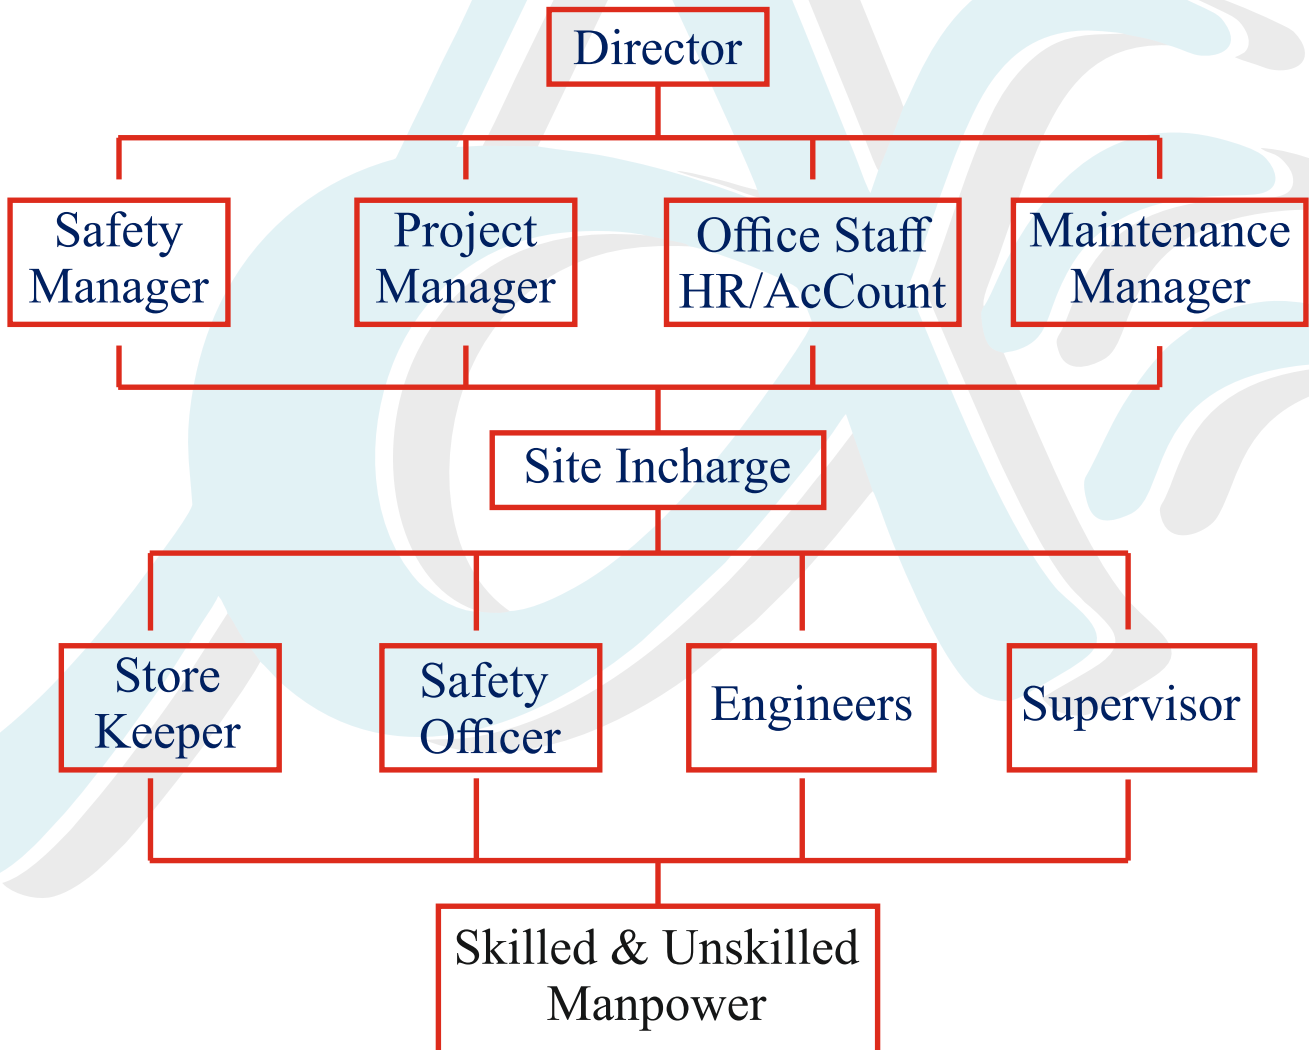 Director
Safety
Manager
Project
Manager
Office Staff
HR/AcCount
Maintenance
Manager
Site Incharge
Store
Keeper
Safety
Officer
Engineers
Supervisor
Skilled & Unskilled
Manpower